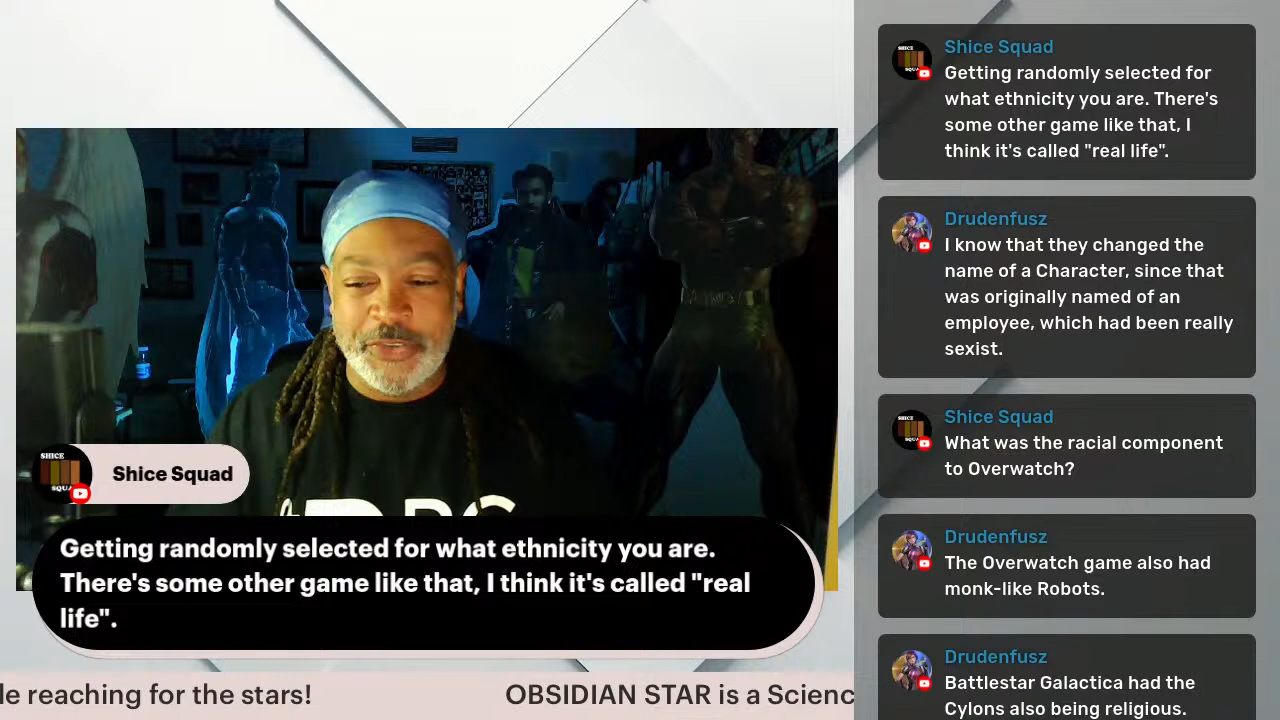 Shice Squad
Getting randomly selected for what ethnicity you are.
There's some other game like that, I think it's called "real
life".
le reaching for the stars!
OBSIDIAN STAR is a Scienc
Shice Squad
Getting randomly selected for
what ethnicity you are. There's
some other game like that, I
think it's called "real life".
Drudenfusz
I know that they changed the
name of a Character, since that
was originally named of an
employee, which had been really
sexist.
Shice Squad
What was the racial component
to Overwatch?
Drudenfusz
The Overwatch game also had
monk-like Robots.
Drudenfusz
Battlestar Galactica had the
Cylons also being religious.